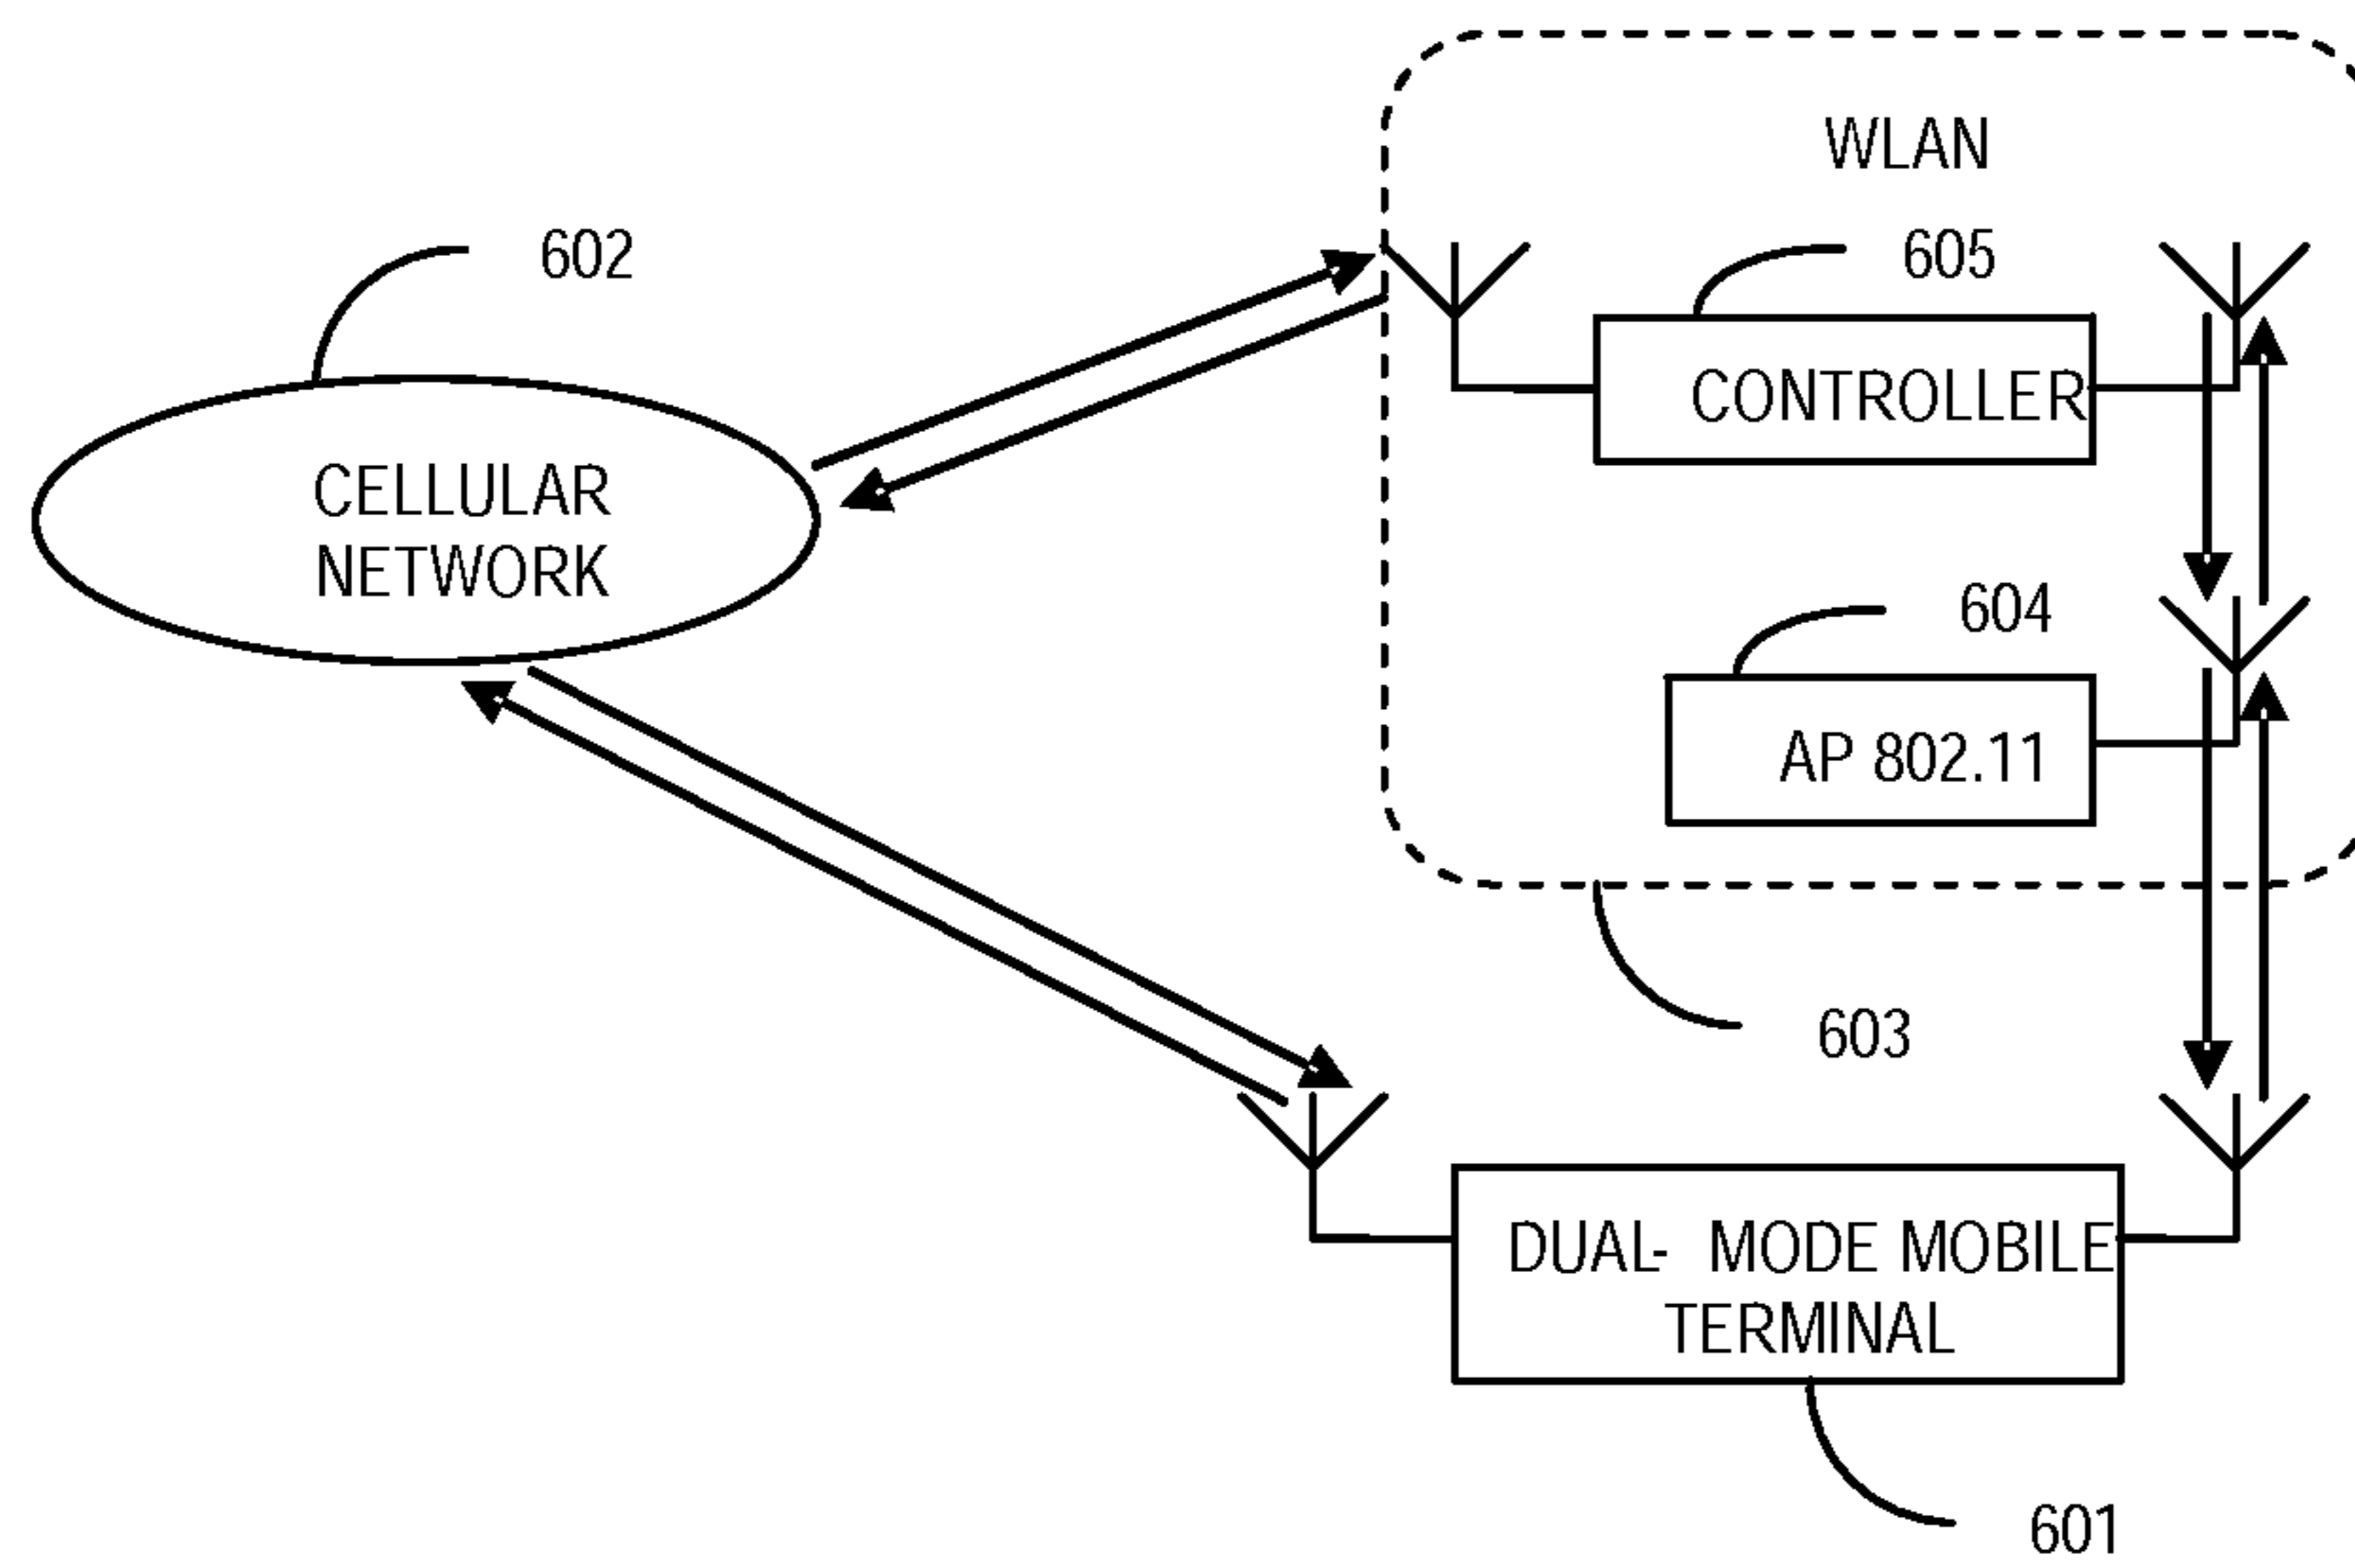 WLAN
602
605
CONTROLLER
CELLULAR
NETWORK
604
AP 802.11
603
DUAL- MODE MOBILE
TERMINAL
601